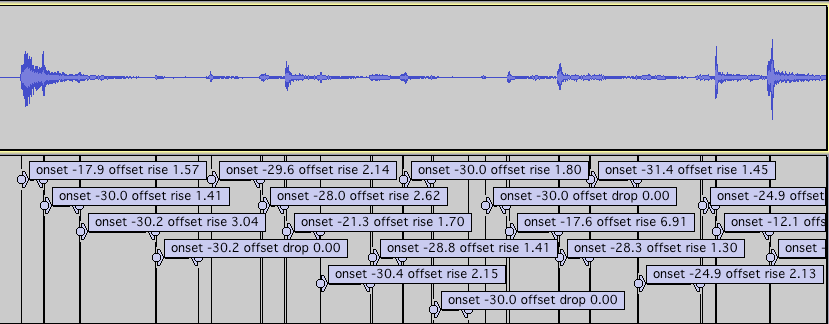 onset -17.9 offset rise 1.57
onset -29.6 offset rise 2.14
onset -30.0 offset rise 1.80
onset -31.4 offset rise 1.45
onset -30.0 offset rise 1.41
onset -28.0 offset rise 2.62
onset -30.0 offset drop 0.00
onset -24.9 offset
onset -30.2 offset rise 3.04
onset -21.3 offset rise 1.70
onset -17.6 offset rise 6.91
onset -12.1 offs
onset -30.2 offset drop 0.00
onset -28.8 offset rise 1.41
onset -28.3 offset rise 1.30
onset -
onset -30.4 offset rise 2.15
onset -24.9 offset rise 2.13
onset -30.0 offset drop 0.00